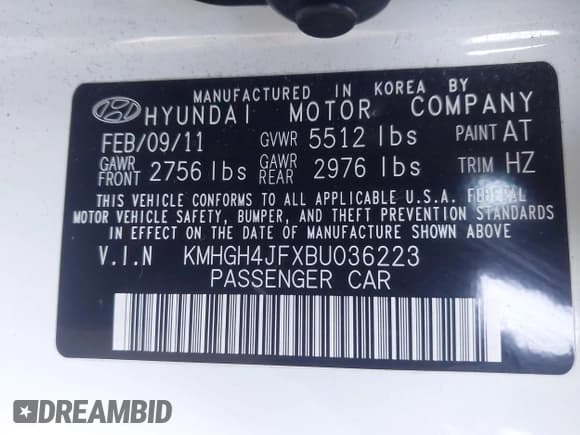 MANUFACTURED IN KOREA BY
HYUNDAI MOTOR COMPANY
FEB/09/11 GVWR 5512 lbs PAINT AT
GAWR FRONT 2756 lbs GAWR REAR 2976 lbs TRIM HZ
THIS VEHICLE CONFORMS TO ALL APPLICABLE U.S.A. FEDERAL
MOTOR VEHICLE SAFETY, BUMPER, AND THEFT PREVENTION STANDARDS
IN EFFECT ON THE DATE OF MANUFACTURE SHOWN ABOVE.
V.I.N KMHGH4JFXBU036223
PASSENGER CAR
DREAMBID